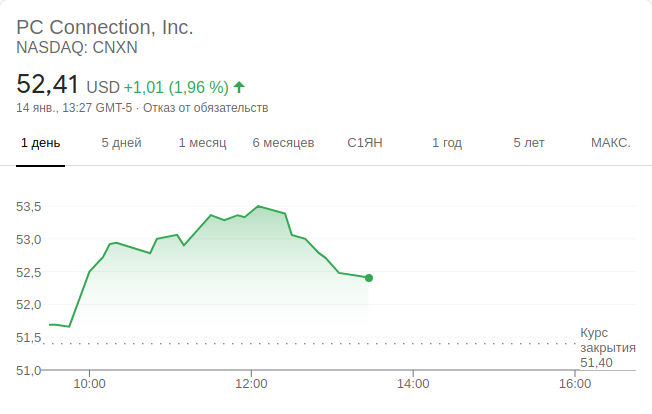 PC Connection, Inc.
NASDAQ: CNXN
52,41 USD +1,01 (1,96 %)
14 янв., 13:27 GMT-5 · Отказ от обязательств
1 день 5 дней 1 месяц 6 месяцев С1ЯН 1 год 5 лет МАКС.
53,5
53,0
52,5
52,0
51,5
51,0
Курс
закрытия
51,40
10:00 12:00 14:00 16:00